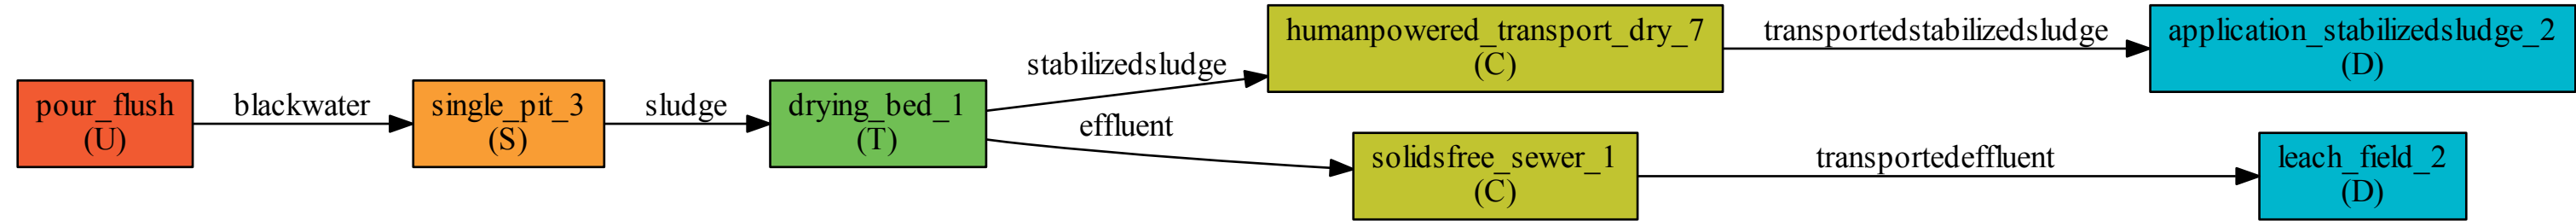 pour_flush
(U)
blackwater
single_pit_3
(S)
sludge
drying_bed_1
(T)
stabilizedsludge
humanpowered_transport_dry_7
(C)
transportedstabilizedsludge
application_stabilizedsludge_2
(D)
effluent
solidsfree_sewer_1
(C)
transportedeffluent
leach_field_2
(D)